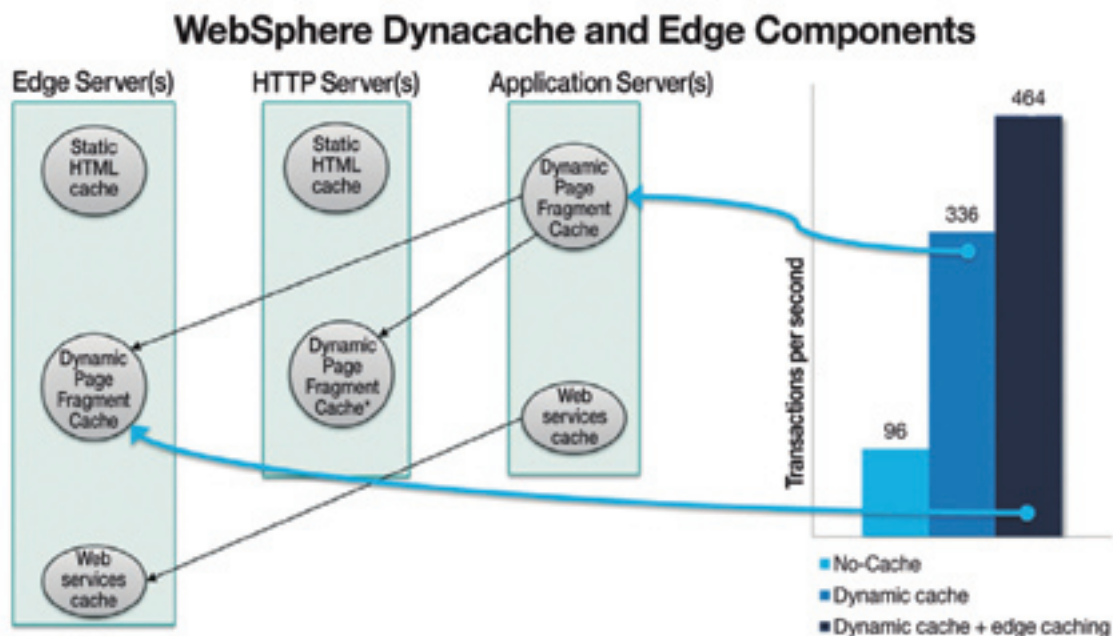 WebSphere Dynacache and Edge Components
Edge Server(s)
Static
HTML
cache
Dynamic
Page
Fragment
Cache
Web
services
cache
HTTP Server(s)
Static
HTML
cache
Dynamic
Page
Fragment
Cache*
Application Server(s)
Dynamic
Page
Fragment
Cache
Web
services
cache
Transactions per second
96
336
464
No-Cache
Dynamic cache
Dynamic cache + edge caching